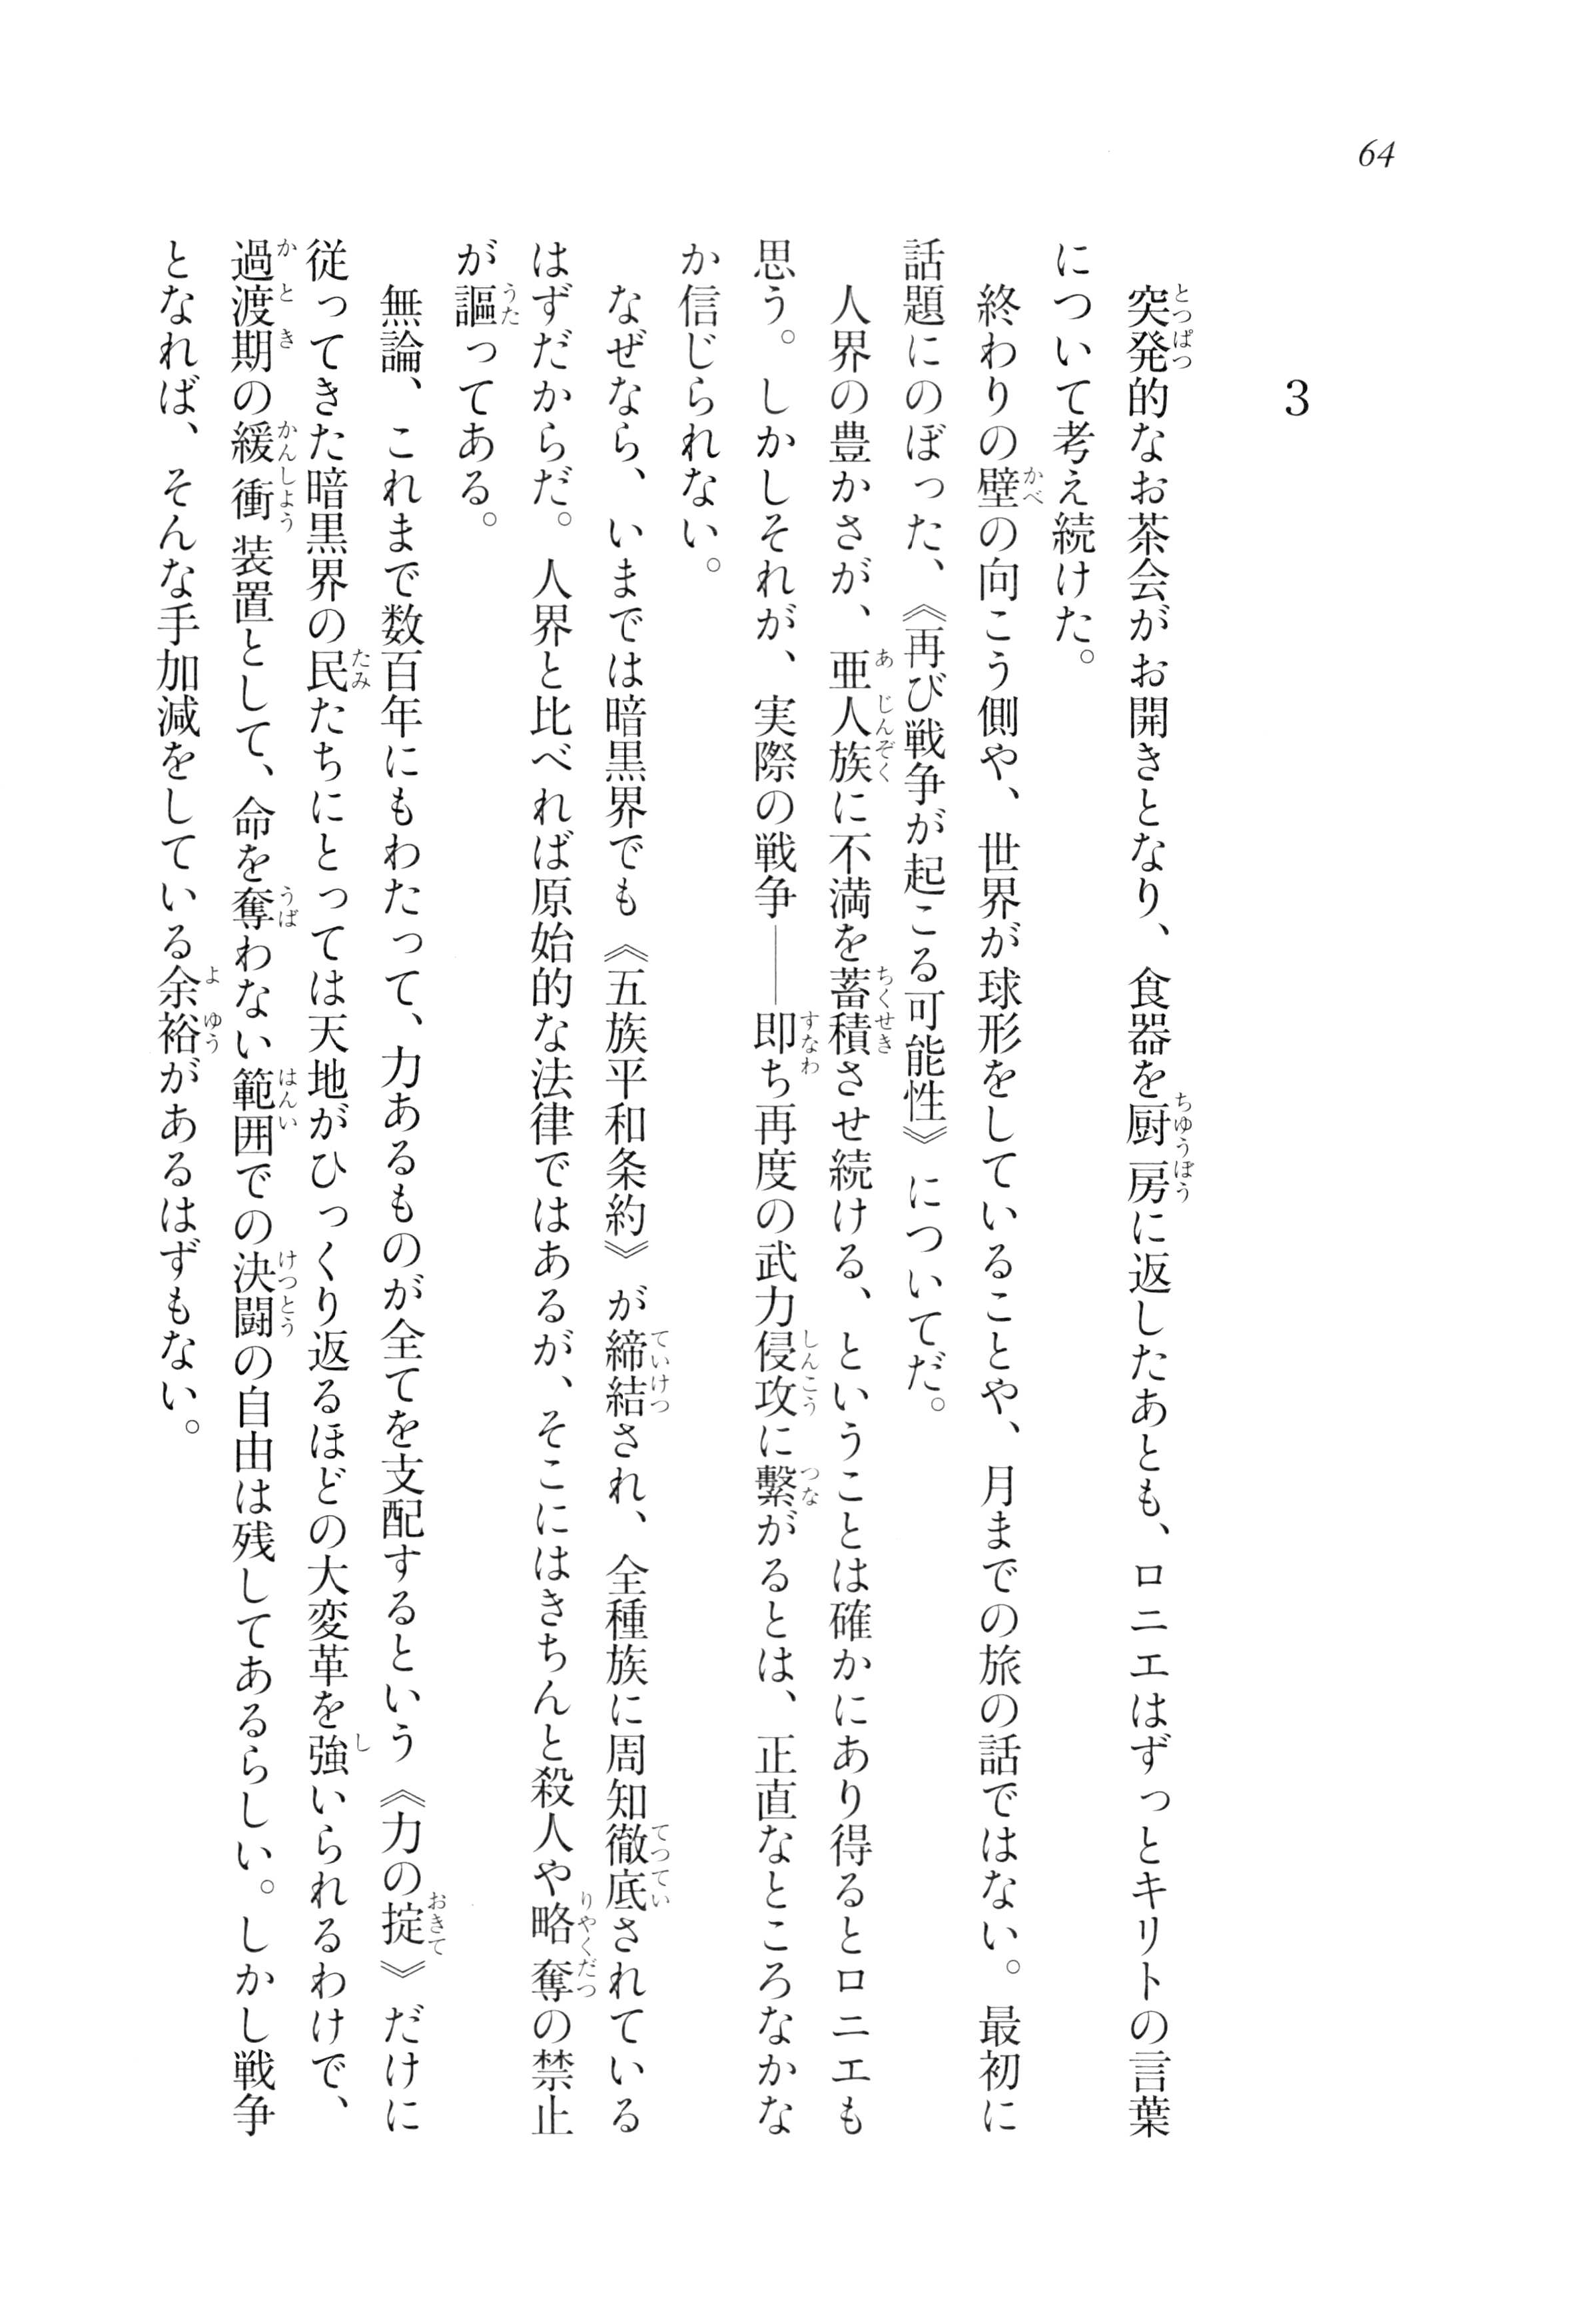 64
3
突発的なお茶会がお開きとなり、食器を厨房に返したあとも、ロニエはずっとキリトの言葉
について考え続けた。
終わりの壁の向こう側や、世界が球形をしていることや、月までの旅の話ではない。最初に
話題にのぼった、《再び戦争が起こる可能性》についてだ。
人界の豊かさが、亜人族に不満を蓄積させ続ける、ということは確かにあり得るとロニエも
思う。しかしそれが、実際の戦争――即ち再度の武力侵攻に繫がるとは、正直なところなかな
か信じられない。
なぜなら、いまでは暗黒界でも《五族平和条約》が締結され、全種族に周知徹底されている
はずだからだ。人界と比べれば原始的な法律ではあるが、そこにはきちんと殺人や略奪の禁止
が謳ってある。
無論、これまで数百年にもわたって、力あるものが全てを支配するという《力の掟》だけに
従ってきた暗黒界の民たちにとっては天地がひっくり返るほどの大変革を強いられるわけで、
過渡期の緩衝装置として、命を奪わない範囲での決闘の自由は残してあるらしい。しかし戦争
となれば、そんな手加減をしている余裕があるはずもない。